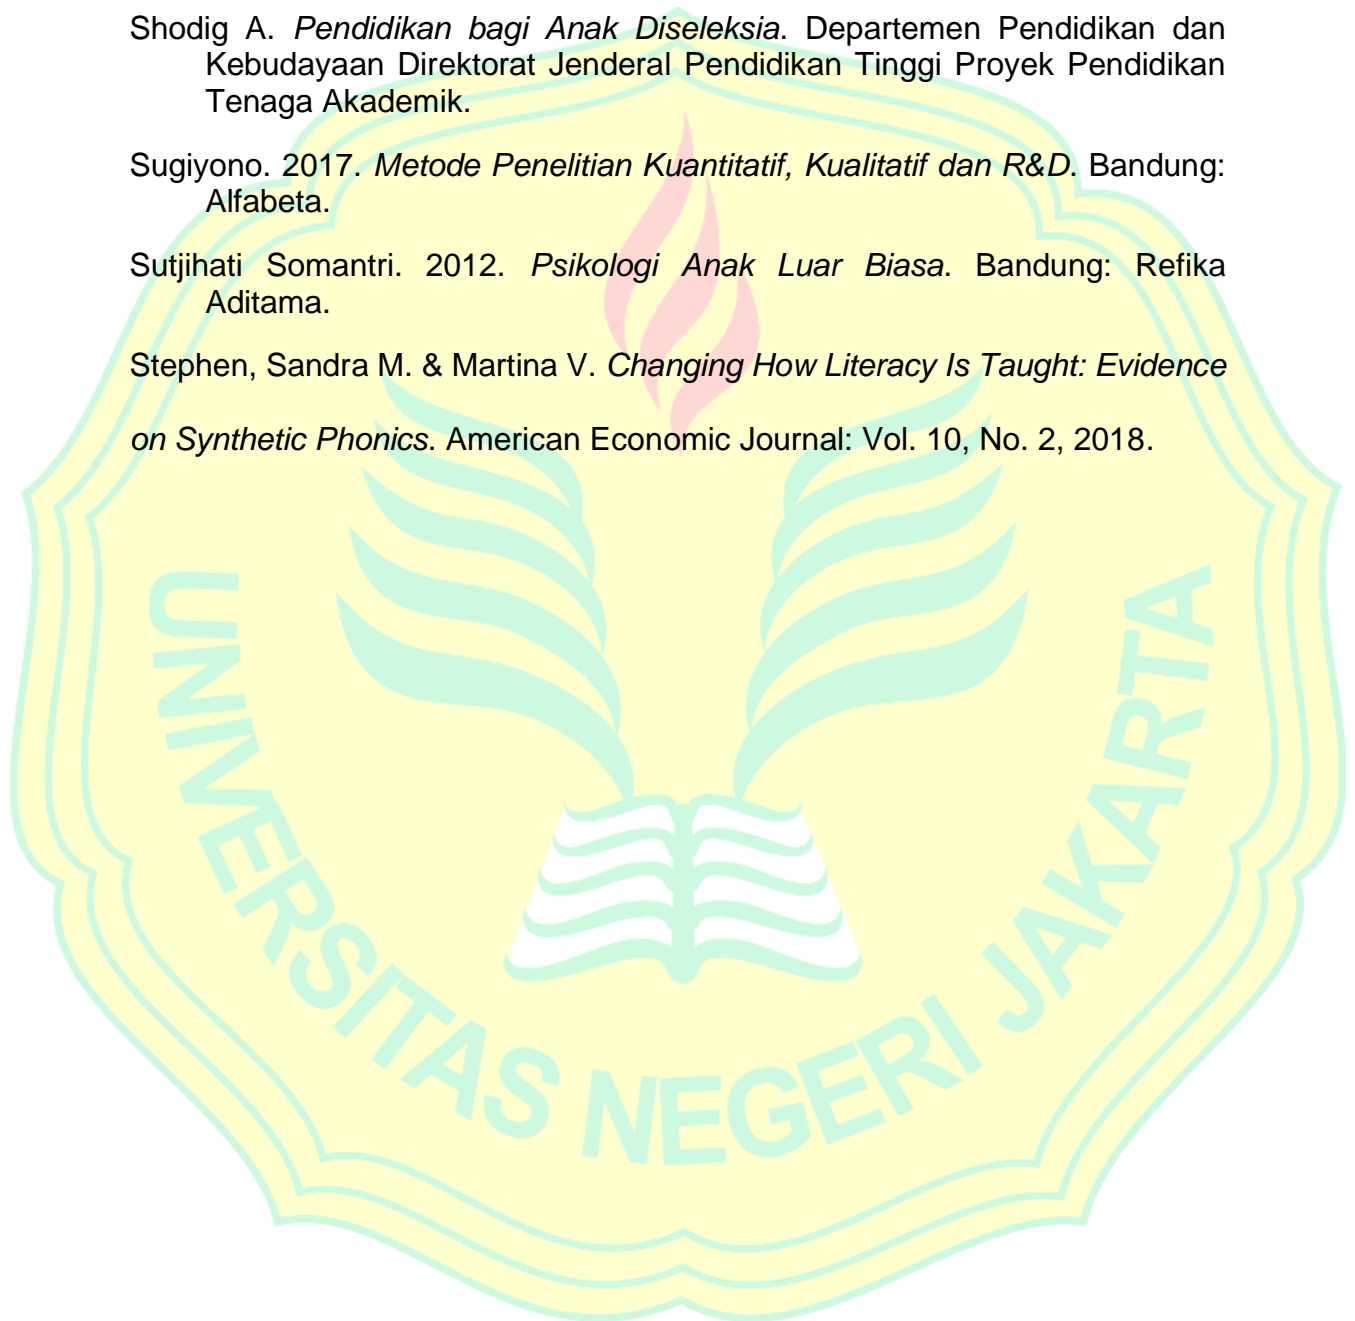 Shodig A. Pendidikan bagi Anak Diseleksia. Departemen Pendidikan dan
Kebudayaan Direktorat Jenderal Pendidikan Tinggi Proyek Pendidikan
Tenaga Akademik.
Sugiyono. 2017. Metode Penelitian Kuantitatif, Kualitatif dan R&D. Bandung:
Alfabeta.
Sutjihati Somantri. 2012. Psikologi Anak Luar Biasa. Bandung: Refika
Aditama.
Stephen, Sandra M. & Martina V. Changing How Literacy Is Taught: Evidence
on Synthetic Phonics. American Economic Journal: Vol. 10, No. 2, 2018.
UNIVERSITAS NEGERI JAKARTA